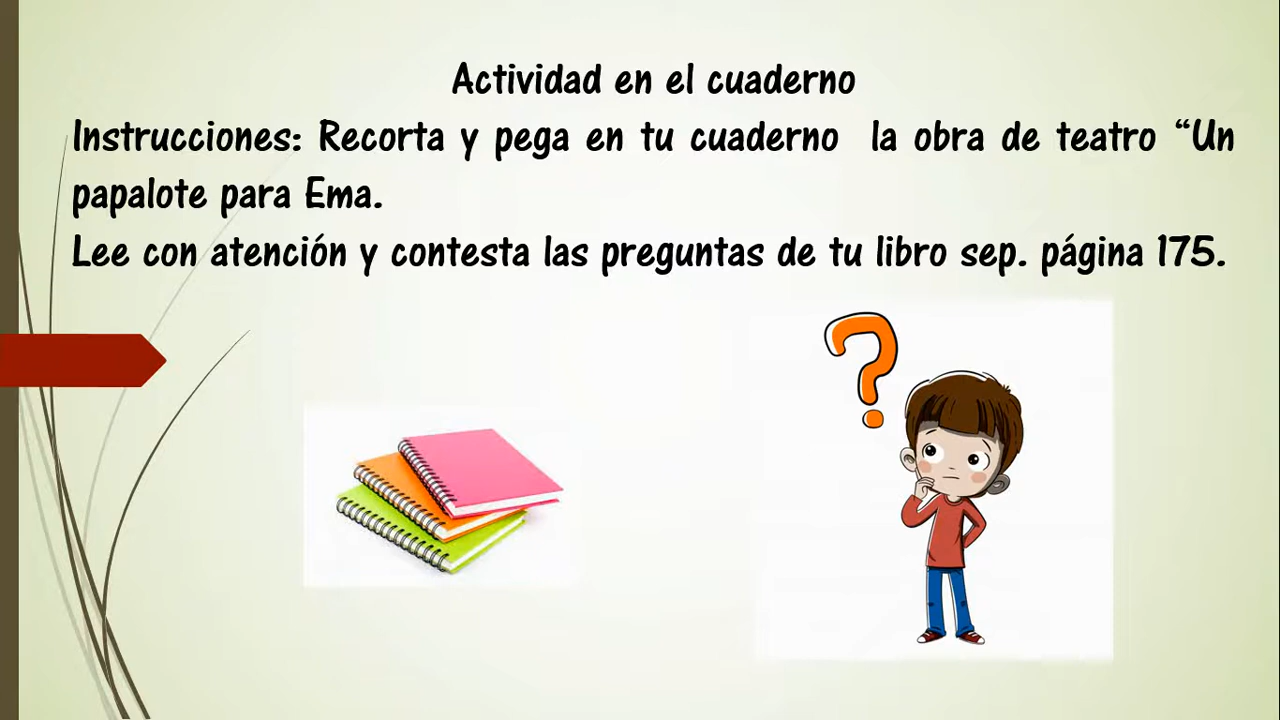 Actividad en el cuaderno
Instrucciones: Recorta y pega en tu cuaderno la obra de teatro “Un
papalote para Ema.
Lee con atención y contesta las preguntas de tu libro sep. página 175.